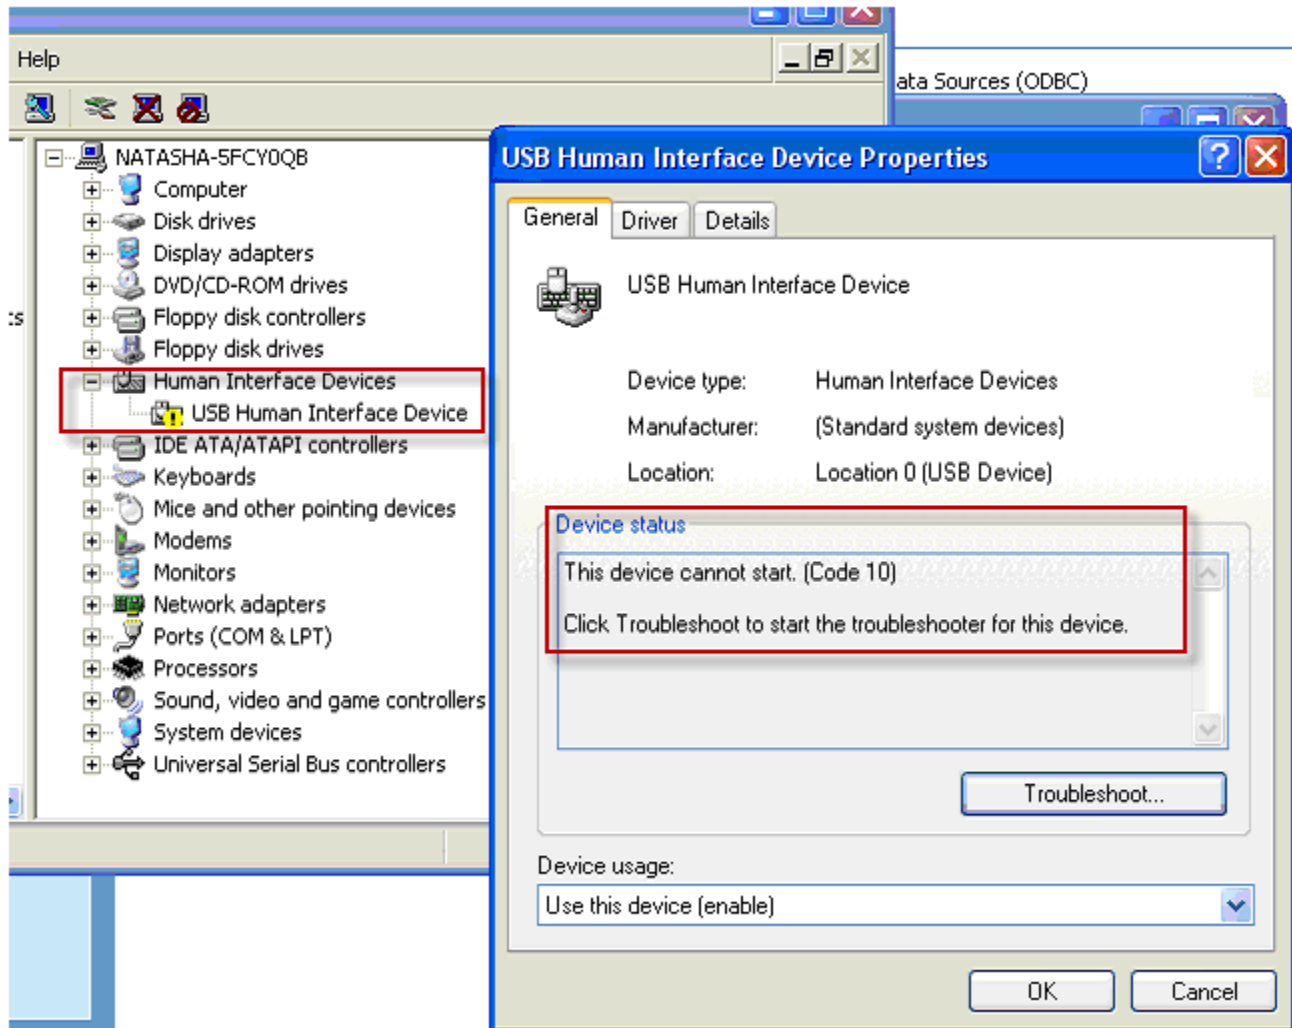 Help
ata Sources (ODBC)
NATASHA-5FCY0QB
Computer
Disk drives
Display adapters
DVD/CD-ROM drives
:s
Floppy disk controllers
Floppy disk drives
Human Interface Devices
USB Human Interface Device
IDE ATA/ATAPI controllers
Keyboards
Mice and other pointing devices
Modems
Monitors
Network adapters
Ports (COM & LPT)
Processors
Sound, video and game controllers
System devices
Universal Serial Bus controllers
USB Human Interface Device Properties
General
Driver
Details
USB Human Interface Device
Device type: Human Interface Devices
Manufacturer: (Standard system devices)
Location: Location 0 (USB Device)
Device status
This device cannot start. (Code 10)
Click Troubleshoot to start the troubleshooter for this device.
Troubleshoot...
Device usage:
Use this device (enable)
OK
Cancel